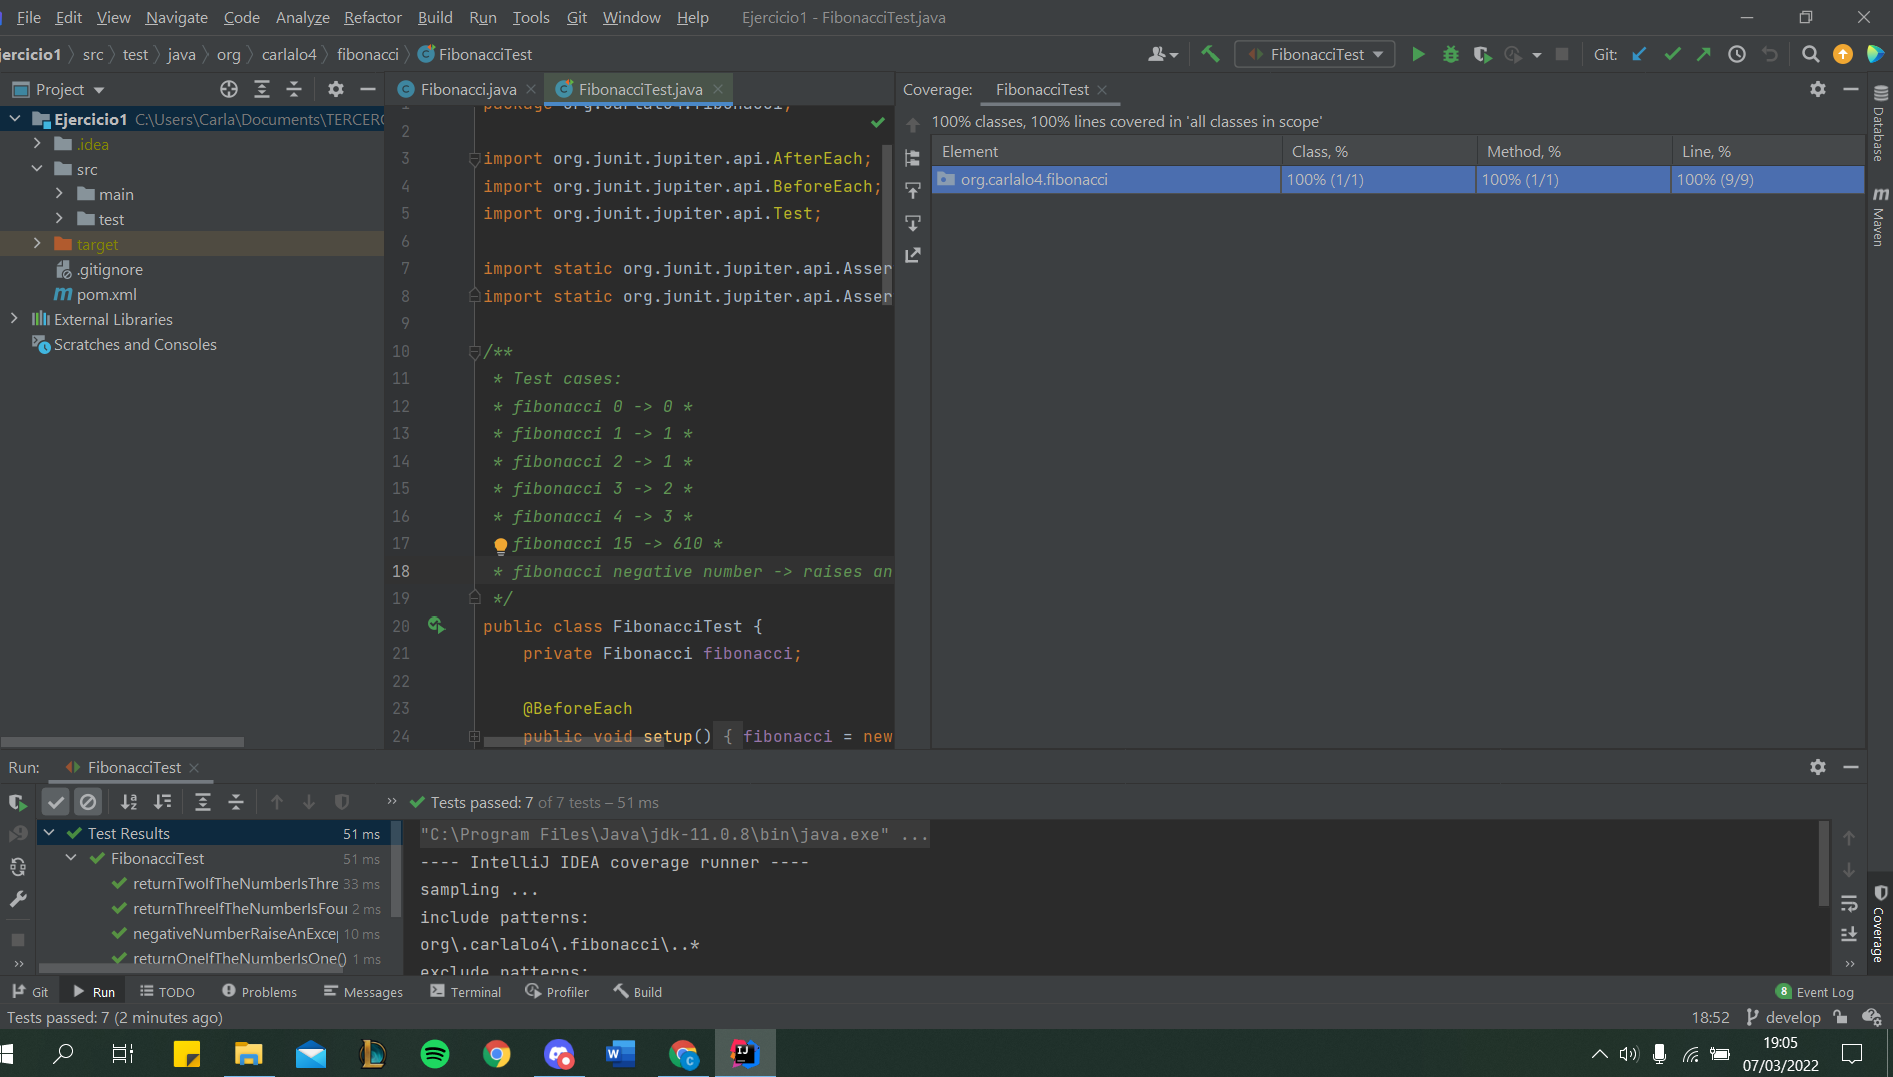 File Edit View Navigate Code Analyze Refactor Build Run Tools Git Window Help Ejercicio1 - FibonacciTest.java
jercicio1 src test java org carlalo4 fibonacci FibonacciTest FibonacciTest Git:
Project
Fibonacci.java FibonacciTest.java
Coverage: FibonacciTest
Ejercicio1 C:\Users\Carla\Documents\TERCERO
.idea
src
main
test
target
.gitignore
pom.xml
External Libraries
Scratches and Consoles
1 package org.carlalo4.fibonacci;
2
3 import org.junit.jupiter.api.AfterEach;
4 import org.junit.jupiter.api.BeforeEach;
5 import org.junit.jupiter.api.Test;
6
7 import static org.junit.jupiter.api.Asser
8 import static org.junit.jupiter.api.Asser
9
10 /**
11 * Test cases:
12 * fibonacci 0 -> 0 *
13 * fibonacci 1 -> 1 *
14 * fibonacci 2 -> 1 *
15 * fibonacci 3 -> 2 *
16 * fibonacci 4 -> 3 *
17 fibonacci 15 -> 610 *
18 * fibonacci negative number -> raises an
19 */
20 public class FibonacciTest {
21 private Fibonacci fibonacci;
22
23 @BeforeEach
24 public void setup() { fibonacci = new
100% classes, 100% lines covered in 'all classes in scope'
Element Class, % Method, % Line, %
org.carlalo4.fibonacci 100% (1/1) 100% (1/1) 100% (9/9)
Database
m Maven
Run: FibonacciTest
Tests passed: 7 of 7 tests – 51 ms
Test Results 51 ms
FibonacciTest 51 ms
returnTwoIfTheNumberIsThre 33 ms
returnThreeIfTheNumberIsFour 2 ms
negativeNumberRaiseAnExcep 10 ms
returnOneIfTheNumberIsOne() 1 ms
"C:\Program Files\Java\jdk-11.0.8\bin\java.exe" ...
---- IntelliJ IDEA coverage runner ----
sampling ...
include patterns:
org\.carlalo4\.fibonacci\..*
exclude patterns:
Coverage
Git Run TODO Problems Messages Terminal Profiler Build 8 Event Log
Tests passed: 7 (2 minutes ago) 18:52 develop
19:05
07/03/2022